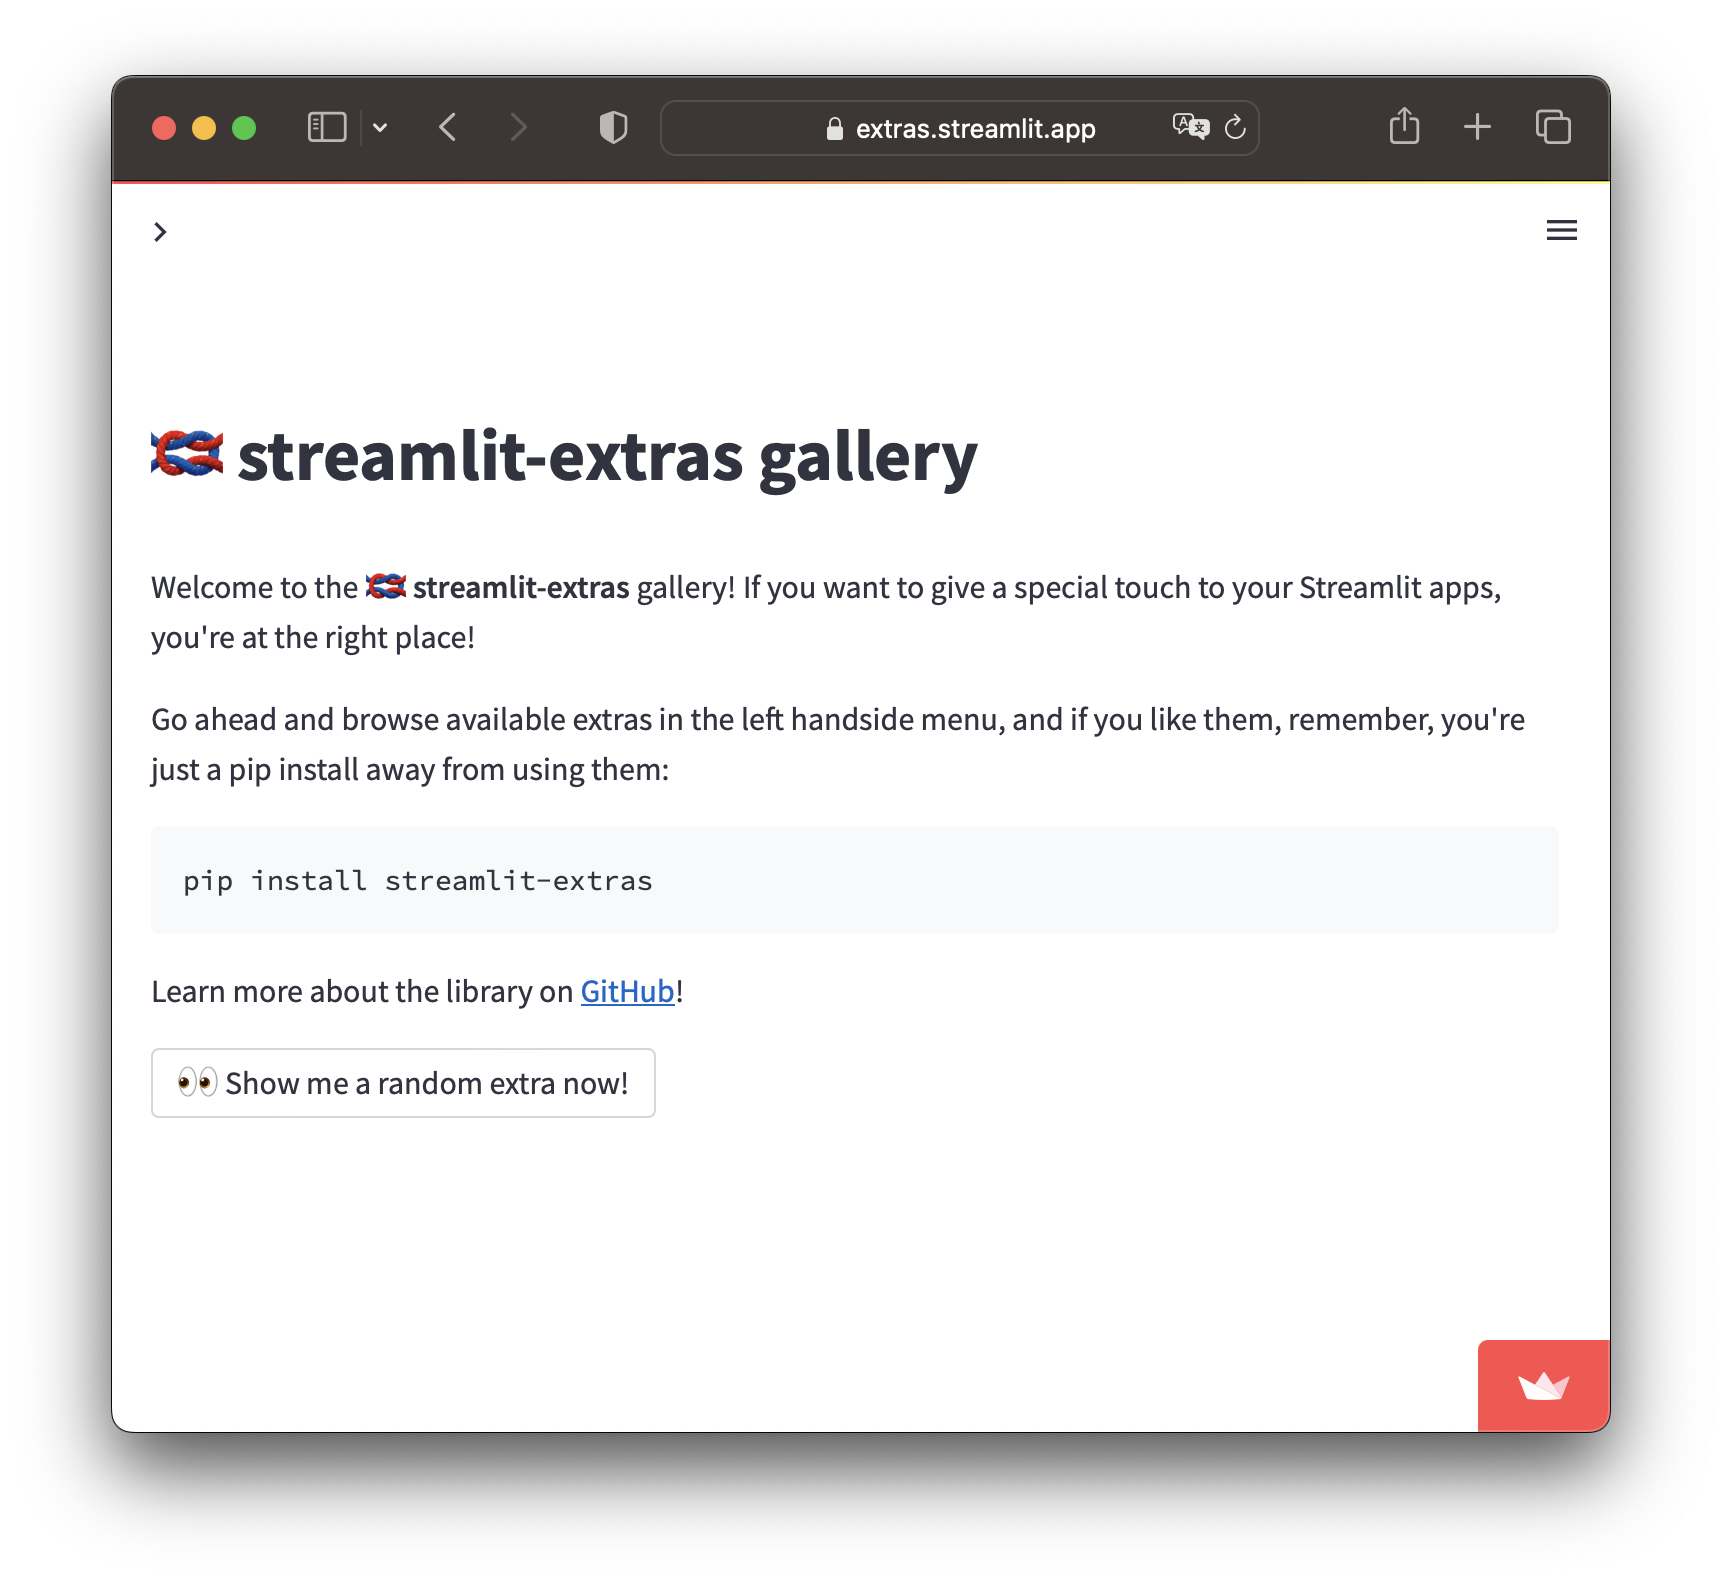 extras.streamlit.app
streamlit-extras gallery
Welcome to the streamlit-extras gallery! If you want to give a special touch to your Streamlit apps,
you're at the right place!
Go ahead and browse available extras in the left handside menu, and if you like them, remember, you're
just a pip install away from using them:
pip install streamlit-extras
Learn more about the library on GitHub!
👀 Show me a random extra now!